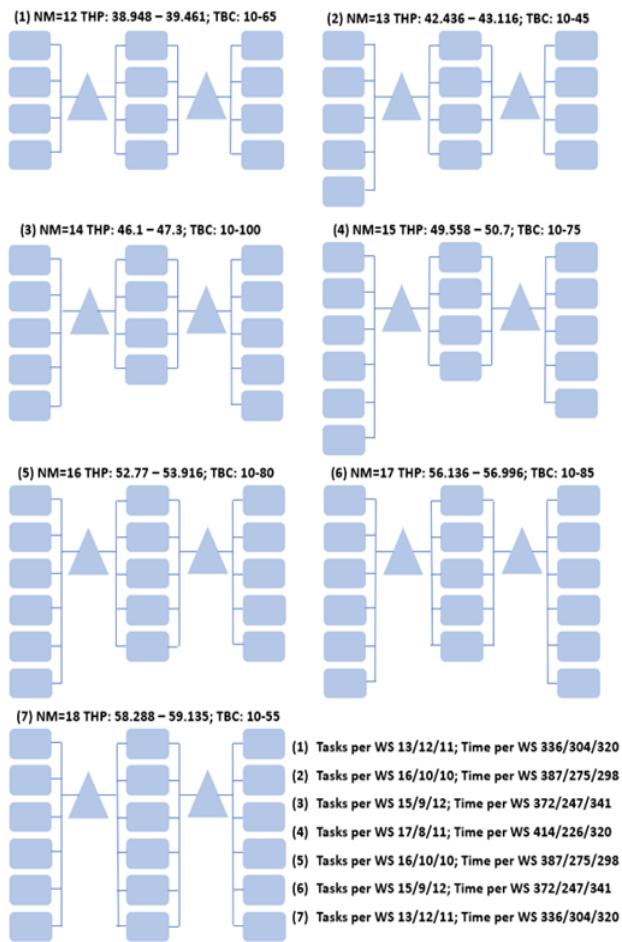 (1) NM=12 THP: 38.948 – 39.461; TBC: 10-65
(2) NM=13 THP: 42.436 – 43.116; TBC: 10-45
(3) NM=14 THP: 46.1 – 47.3; TBC: 10-100
(4) NM=15 THP: 49.558 – 50.7; TBC: 10-75
(5) NM=16 THP: 52.77 – 53.916; TBC: 10-80
(6) NM=17 THP: 56.136 – 56.996; TBC: 10-85
(7) NM=18 THP: 58.288 – 59.135; TBC: 10-55
(1) Tasks per WS 13/12/11; Time per WS 336/304/320
(2) Tasks per WS 16/10/10; Time per WS 387/275/298
(3) Tasks per WS 15/9/12; Time per WS 372/247/341
(4) Tasks per WS 17/8/11; Time per WS 414/226/320
(5) Tasks per WS 16/10/10; Time per WS 387/275/298
(6) Tasks per WS 15/9/12; Time per WS 372/247/341
(7) Tasks per WS 13/12/11; Time per WS 336/304/320